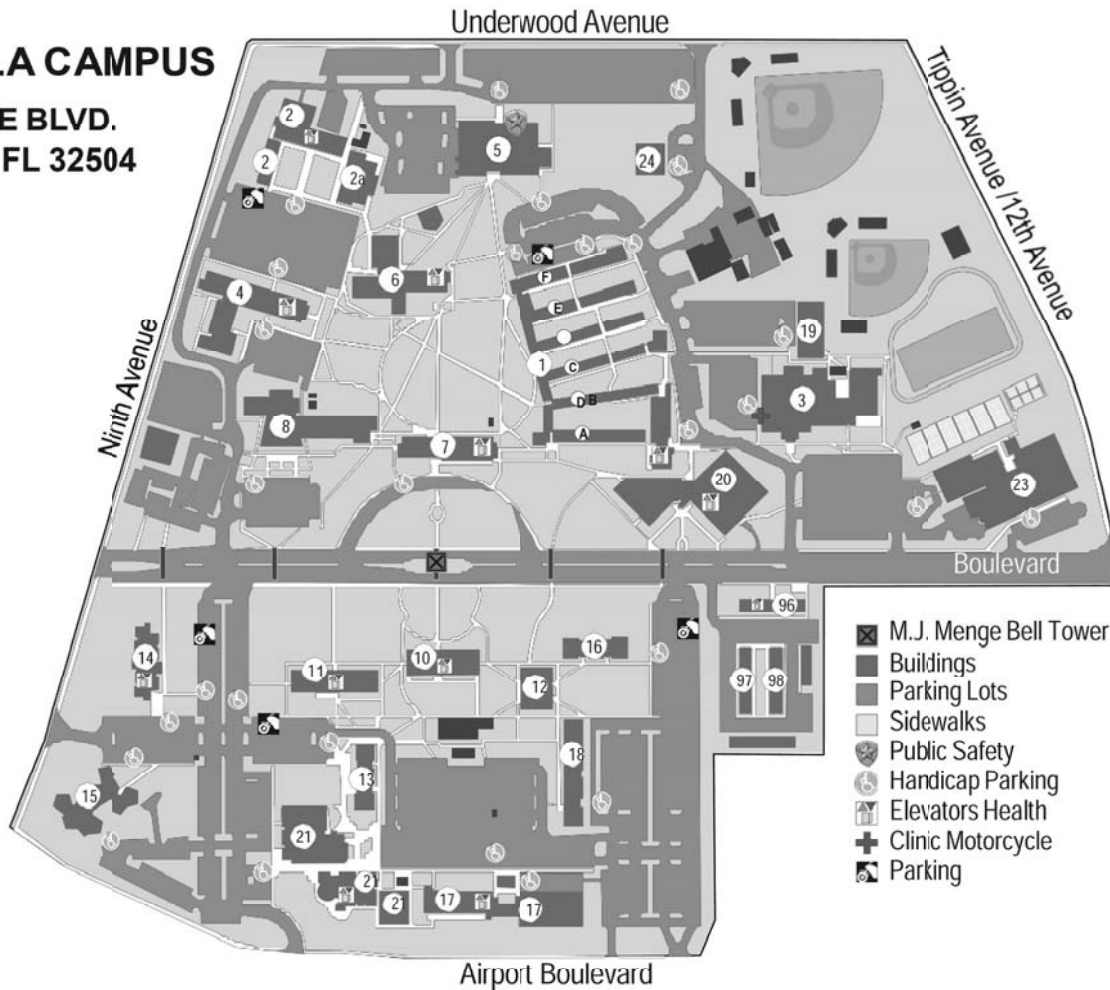 Underwood Avenue
LA CAMPUS
E BLVD.
FL 32504
Tippin Avenue /12th Avenue
Ninth Avenue
2
2
2a
5
24
6
4
F
E
1
C
D B
A
19
3
8
7
20
23
Boulevard
96
14
11
10
16
12
97
98
18
13
15
21
21
21
17
17
M.J. Menge Bell Tower
Buildings
Parking Lots
Sidewalks
Public Safety
Handicap Parking
Elevators Health
Clinic Motorcycle
Parking
Airport Boulevard